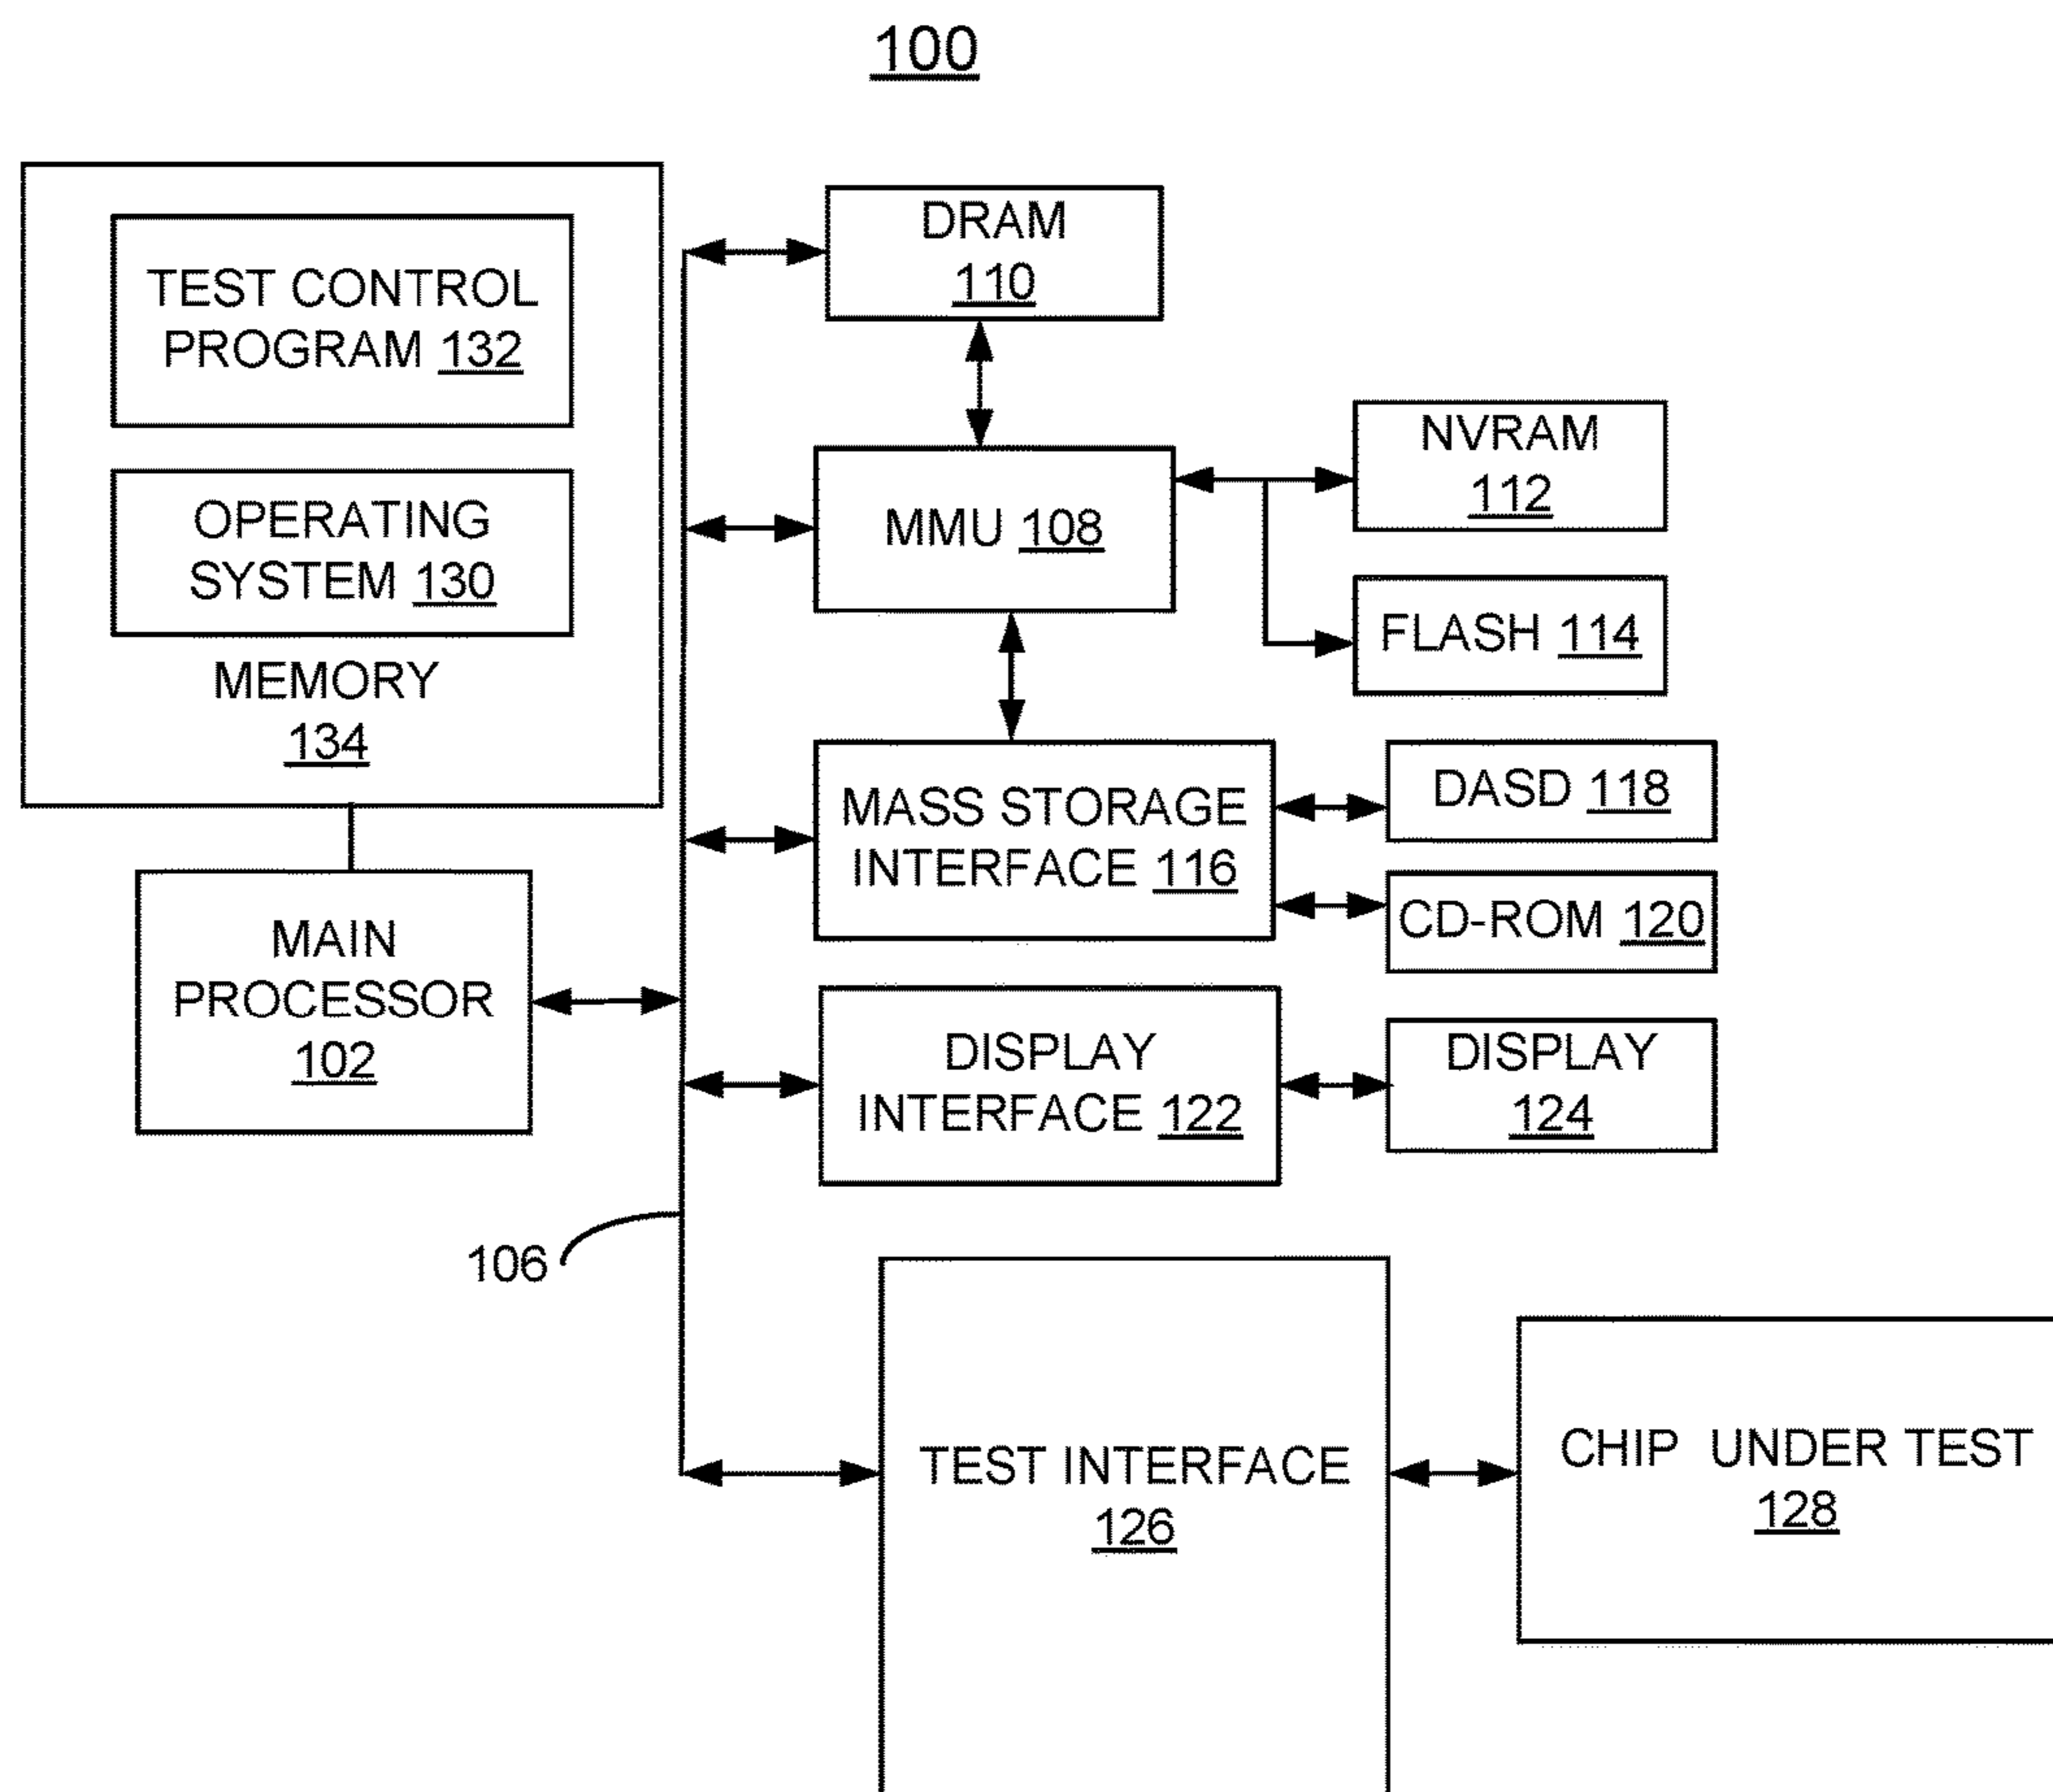 100
TEST CONTROL
PROGRAM 132
OPERATING
SYSTEM 130
MEMORY
134
MAIN
PROCESSOR
102
106
DRAM
110
MMU 108
NVRAM
112
FLASH 114
MASS STORAGE
INTERFACE 116
DASD 118
CD-ROM 120
DISPLAY
INTERFACE 122
DISPLAY
124
TEST INTERFACE
126
CHIP UNDER TEST
128